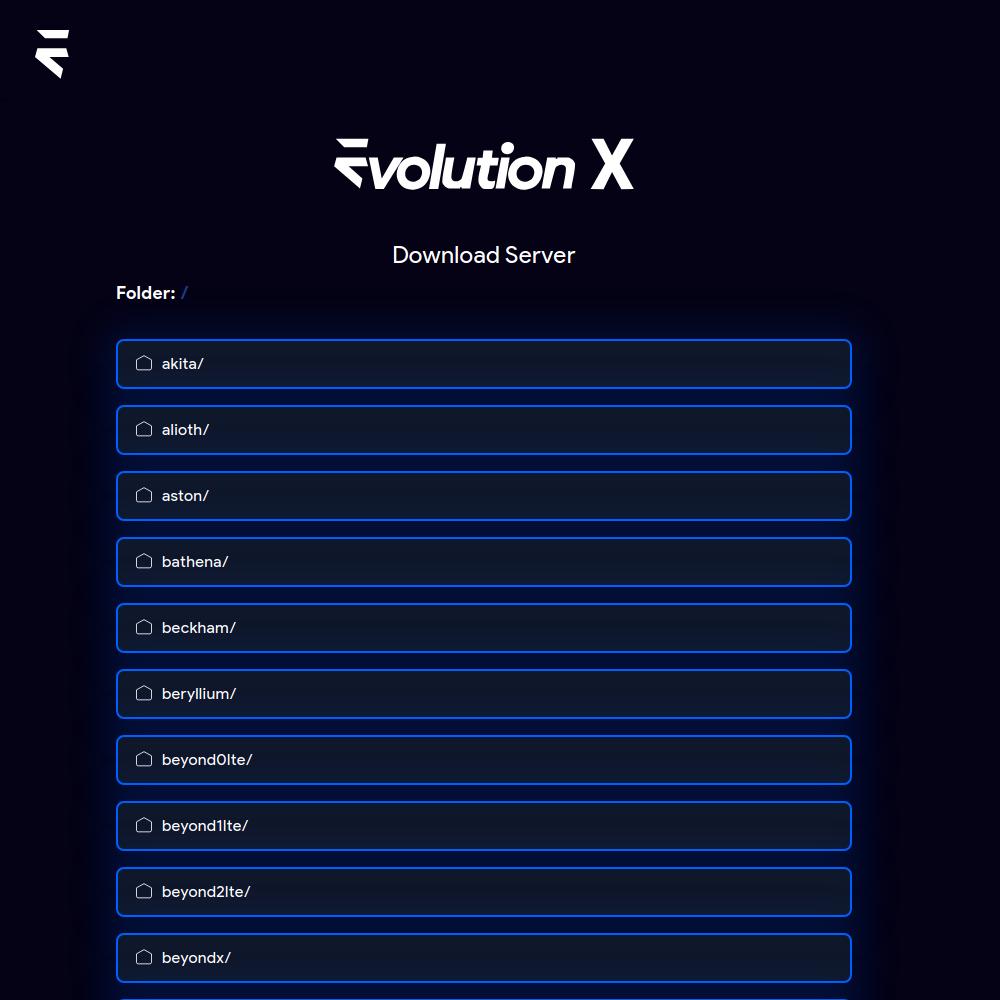 Evolution X
Download Server
Folder: /
akita/
alioth/
aston/
bathena/
beckham/
beryllium/
beyond0lte/
beyond1lte/
beyond2lte/
beyondx/